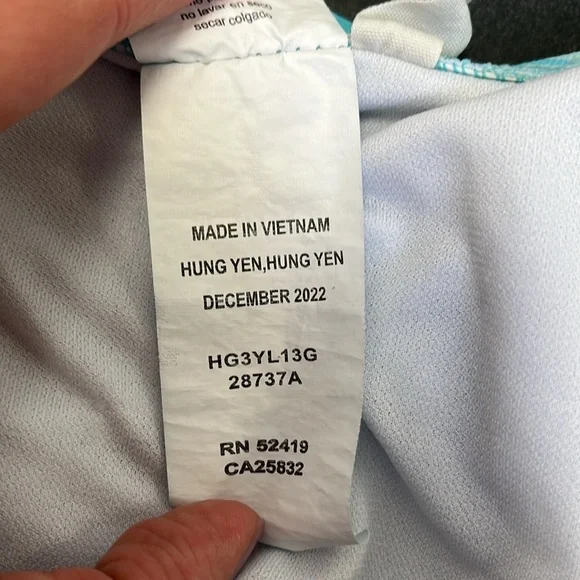 no lavar en seco
secar colgado
MADE IN VIETNAM
HUNG YEN,HUNG YEN
DECEMBER 2022
HG3YL13G
28737A
RN 52419
CA25832